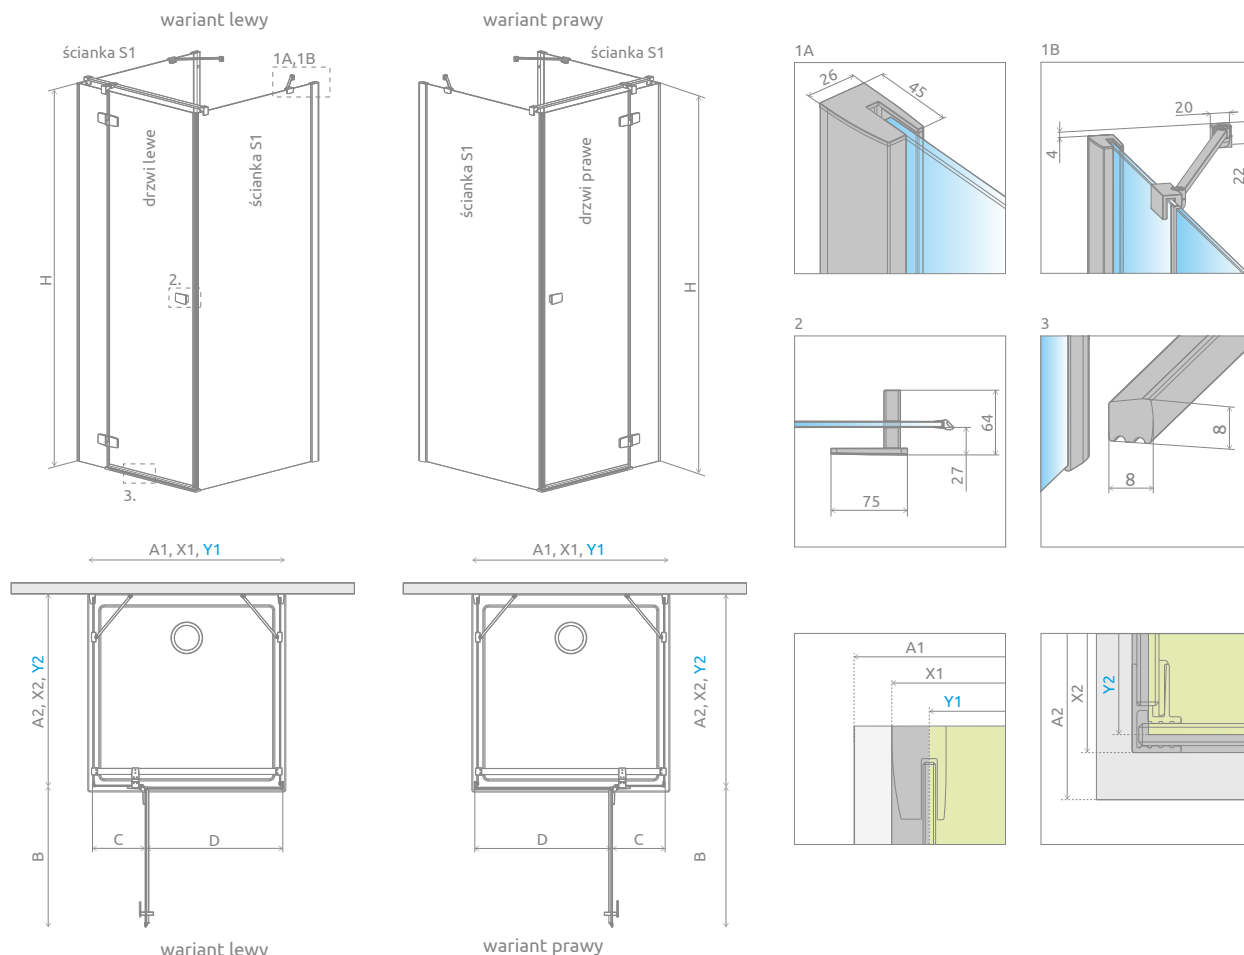 wariant lewy
wariant prawy
ścianka S1
1A,1B
ścianka S1
1A
1B
drzwi lewe
ścianka S1
H
2.
3.
ścianka S1
drzwi prawe
H
26
45
20
4
22
2
3
64
27
75
8
8
A1, X1, Y1
A1, X1, Y1
A2, X2, Y2
A2, X2, Y2
C
D
B
D
C
B
A1
X1
Y1
A2
X2
Y2
wariant lewy
wariant prawy